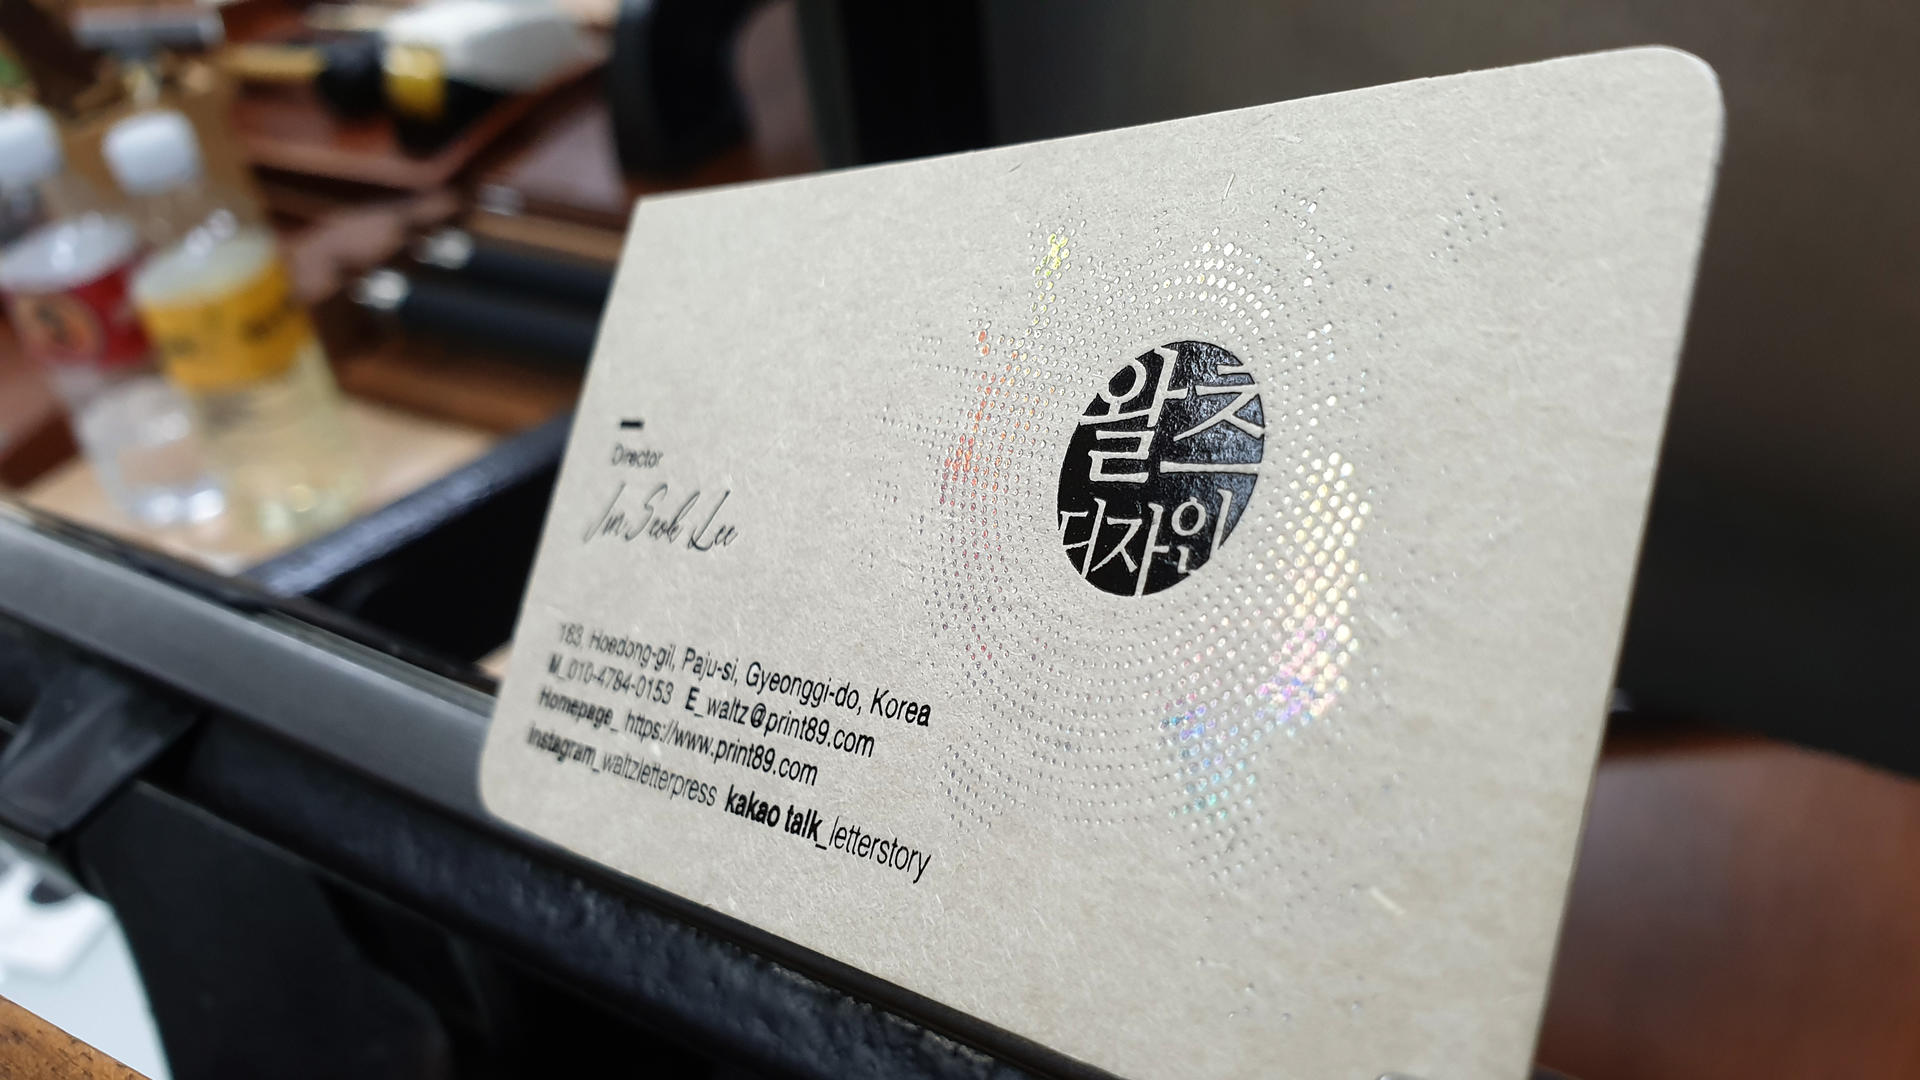 Director
Jin Seok Lee
183, Hoedong-gil, Paju-si, Gyeonggi-do, Korea
M_010-4784-0153 E_waltz@print89.com
Homepage_ https://www.print89.com
Instagram_waltzletterpress kakao talk_letterstory
왈츠
디자인